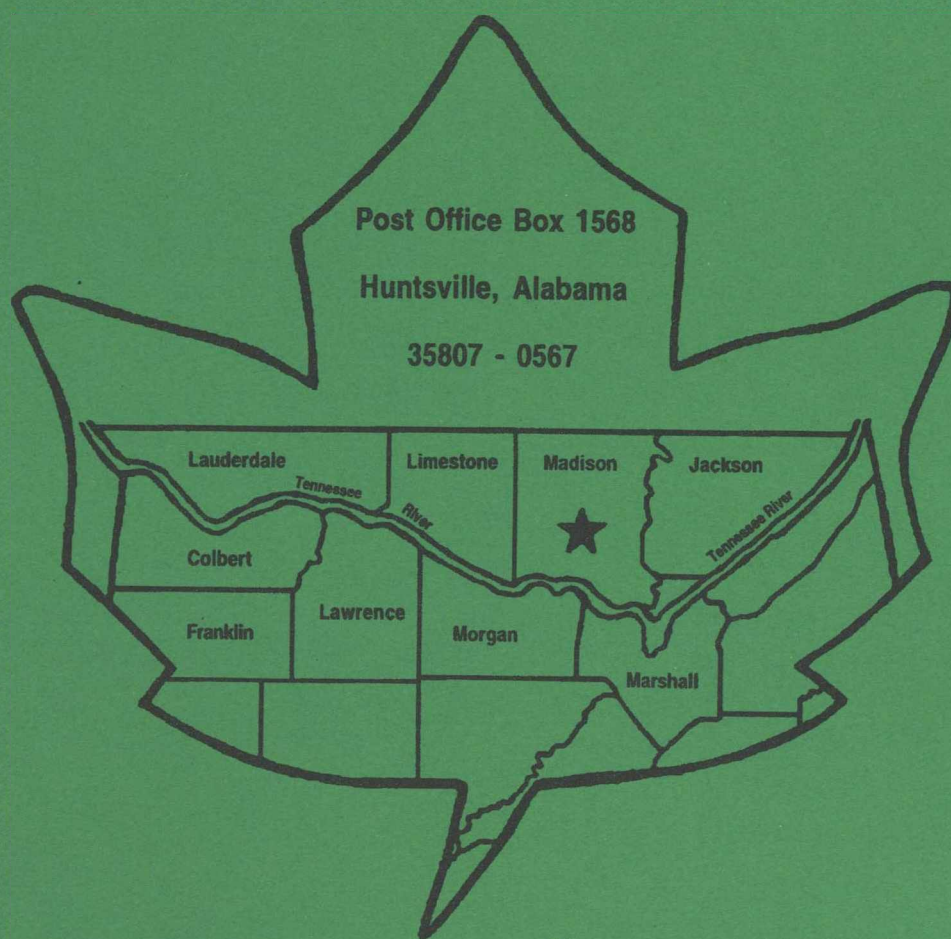 Post Office Box 1568
Huntsville, Alabama
35807 - 0567
Lauderdale
Limestone
Madison
Jackson
Tennessee
River
Tennessee River
Colbert
Lawrence
Franklin
Morgan
Marshall